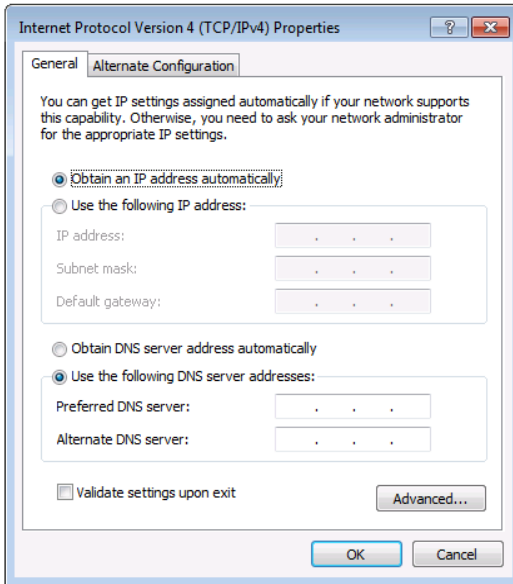 Internet Protocol Version 4 (TCP/IPv4) Properties
General
Alternate Configuration
You can get IP settings assigned automatically if your network supports
this capability. Otherwise, you need to ask your network administrator
for the appropriate IP settings.
Obtain an IP address automatically
Use the following IP address:
IP address: . . .
Subnet mask: . . .
Default gateway: . . .
Obtain DNS server address automatically
Use the following DNS server addresses:
Preferred DNS server: . . .
Alternate DNS server: . . .
Validate settings upon exit
Advanced...
OK
Cancel